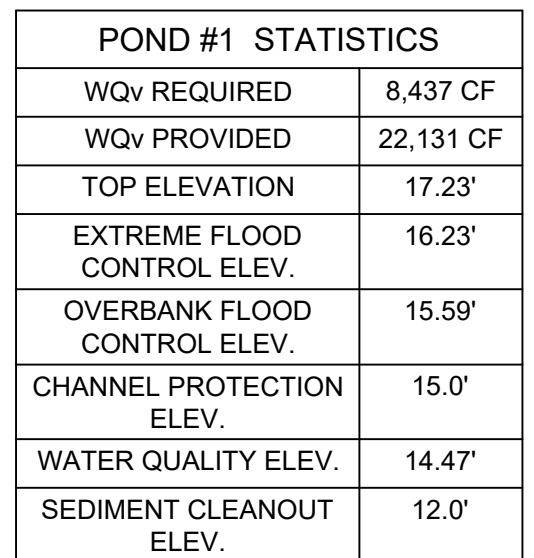 POND #1 STATISTICS
WQv REQUIRED 8,437 CF
WQv PROVIDED 22,131 CF
TOP ELEVATION 17.23'
EXTREME FLOOD 16.23'
CONTROL ELEV.
OVERBANK FLOOD 15.59'
CONTROL ELEV.
CHANNEL PROTECTION 15.0'
ELEV.
WATER QUALITY ELEV. 14.47'
SEDIMENT CLEANOUT 12.0'
ELEV.